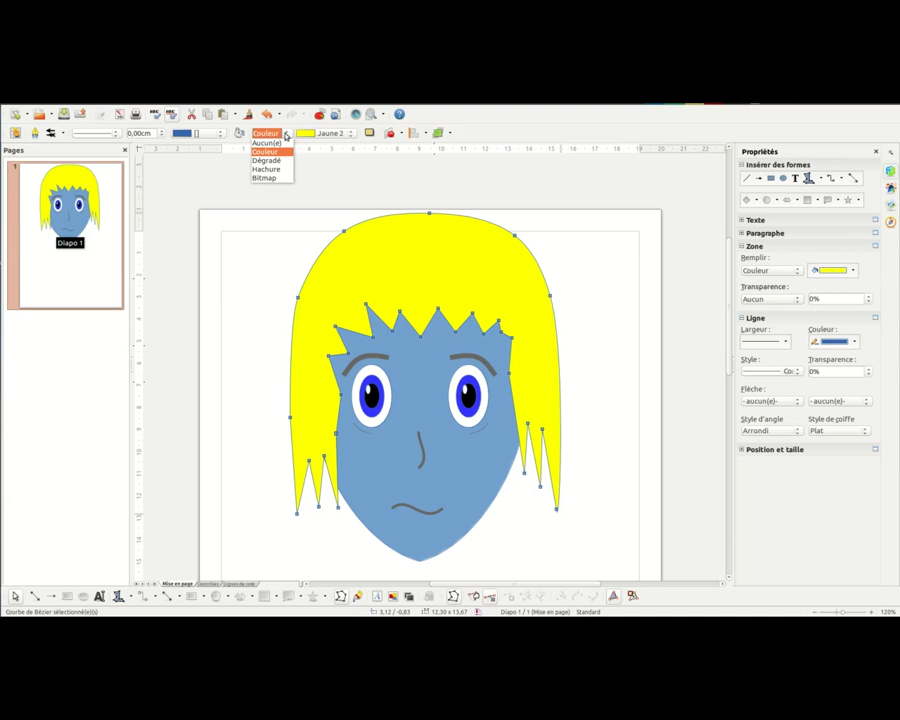 0,00cm [] Couleur Jaune 2
Aucun(e)
Couleur
Dégradé
Hachure
Bitmap
Pages
1
Diapo 1
Propriétés
Insérer des formes
Texte
Paragraphe
Zone
Remplir:
Couleur
Transparence:
Aucun 0%
Ligne
Largeur: Couleur:
Style: Transparence:
Co 0%
Flèche:
- aucun(e)- - aucun(e)-
Style d'angle Style de coiffe
Arrondi Plat
Position et taille
Mise en page Contrôles Lignes de cote
Courbe de Bézier sélectionné(e)(s) 3,12 / -0,83 12,30 x 13,67 Diapo 1 / 1 (Mise en page) Standard 120%